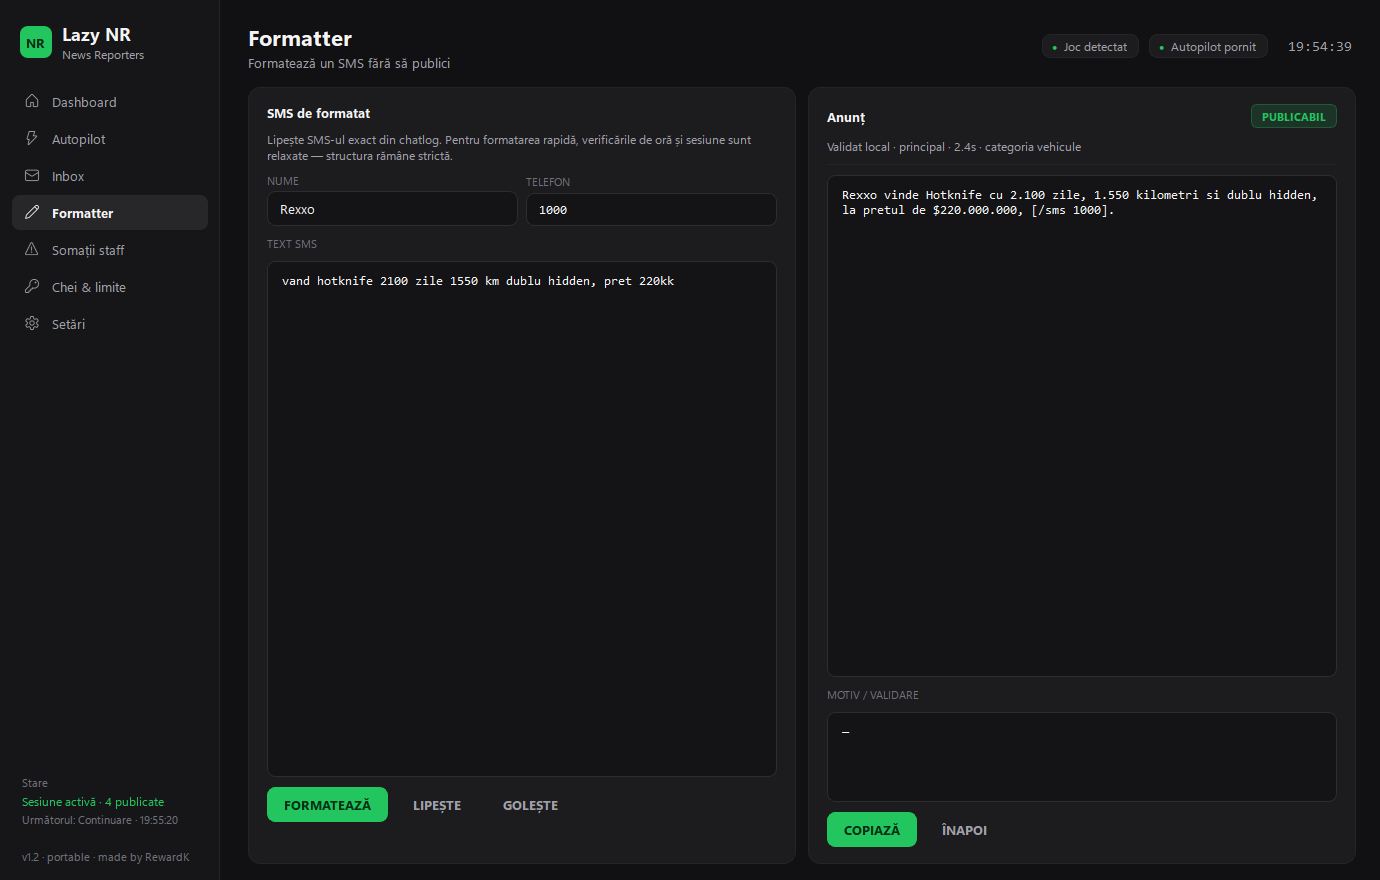 NR
Lazy NR
News Reporters
Dashboard
Autopilot
Inbox
Formatter
Somații staff
Chei & limite
Setări
Stare
Sesiune activă · 4 publicate
Următorul: Continuare · 19:55:20
v1.2 · portable · made by RewardK
Formatter
Formatează un SMS fără să publici
Joc detectat
Autopilot pornit
19:54:39
SMS de formatat
Lipește SMS-ul exact din chatlog. Pentru formatarea rapidă, verificările de oră și sesiune sunt
relaxate — structura rămâne strictă.
NUME
TELEFON
Rexxo
1000
TEXT SMS
vand hotknife 2100 zile 1550 km dublu hidden, pret 220kk
FORMATEAZĂ
LIPEȘTE
GOLEȘTE
Anunț
PUBLICABIL
Validat local · principal · 2.4s · categoria vehicule
Rexxo vinde Hotknife cu 2.100 zile, 1.550 kilometri si dublu hidden,
la pretul de $220.000.000, [/sms 1000].
MOTIV / VALIDARE
—
COPIAZĂ
ÎNAPOI